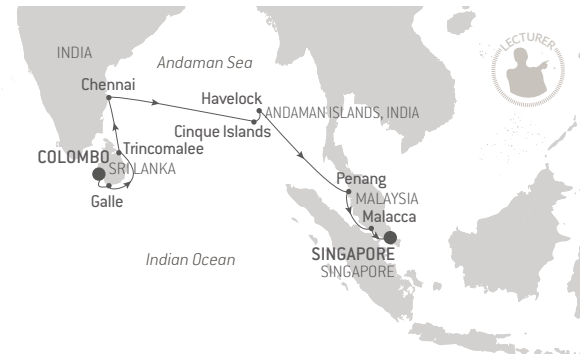 LECTURER
INDIA
Andaman Sea
Chennai
Havelock
ANDAMAN ISLANDS, INDIA
Cinque Islands
Trincomalee
COLOMBO
SRI LANKA
Galle
Penang
MALAYSIA
Malacca
SINGAPORE
SINGAPORE
Indian Ocean